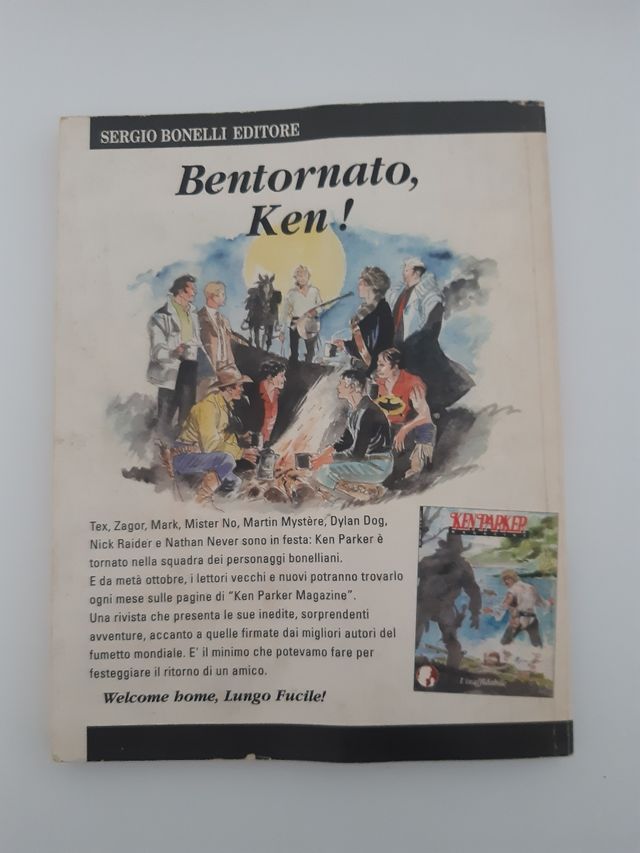 SERGIO BONELLI EDITORE
Bentornato,
Ken!
Tex, Zagor, Mark, Mister No, Martin Mystère, Dylan Dog,
Nick Raider e Nathan Never sono in festa: Ken Parker è
tornato nella squadra dei personaggi bonelliani.
E da metà ottobre, i lettori vecchi e nuovi potranno trovarlo
ogni mese sulle pagine di “Ken Parker Magazine”.
Una rivista che presenta le sue inedite, sorprendenti
avventure, accanto a quelle firmate dai migliori autori del
fumetto mondiale. E' il minimo che potevamo fare per
festeggiare il ritorno di un amico.
Welcome home, Lungo Fucile!
KEN PARKER
MAGAZINE